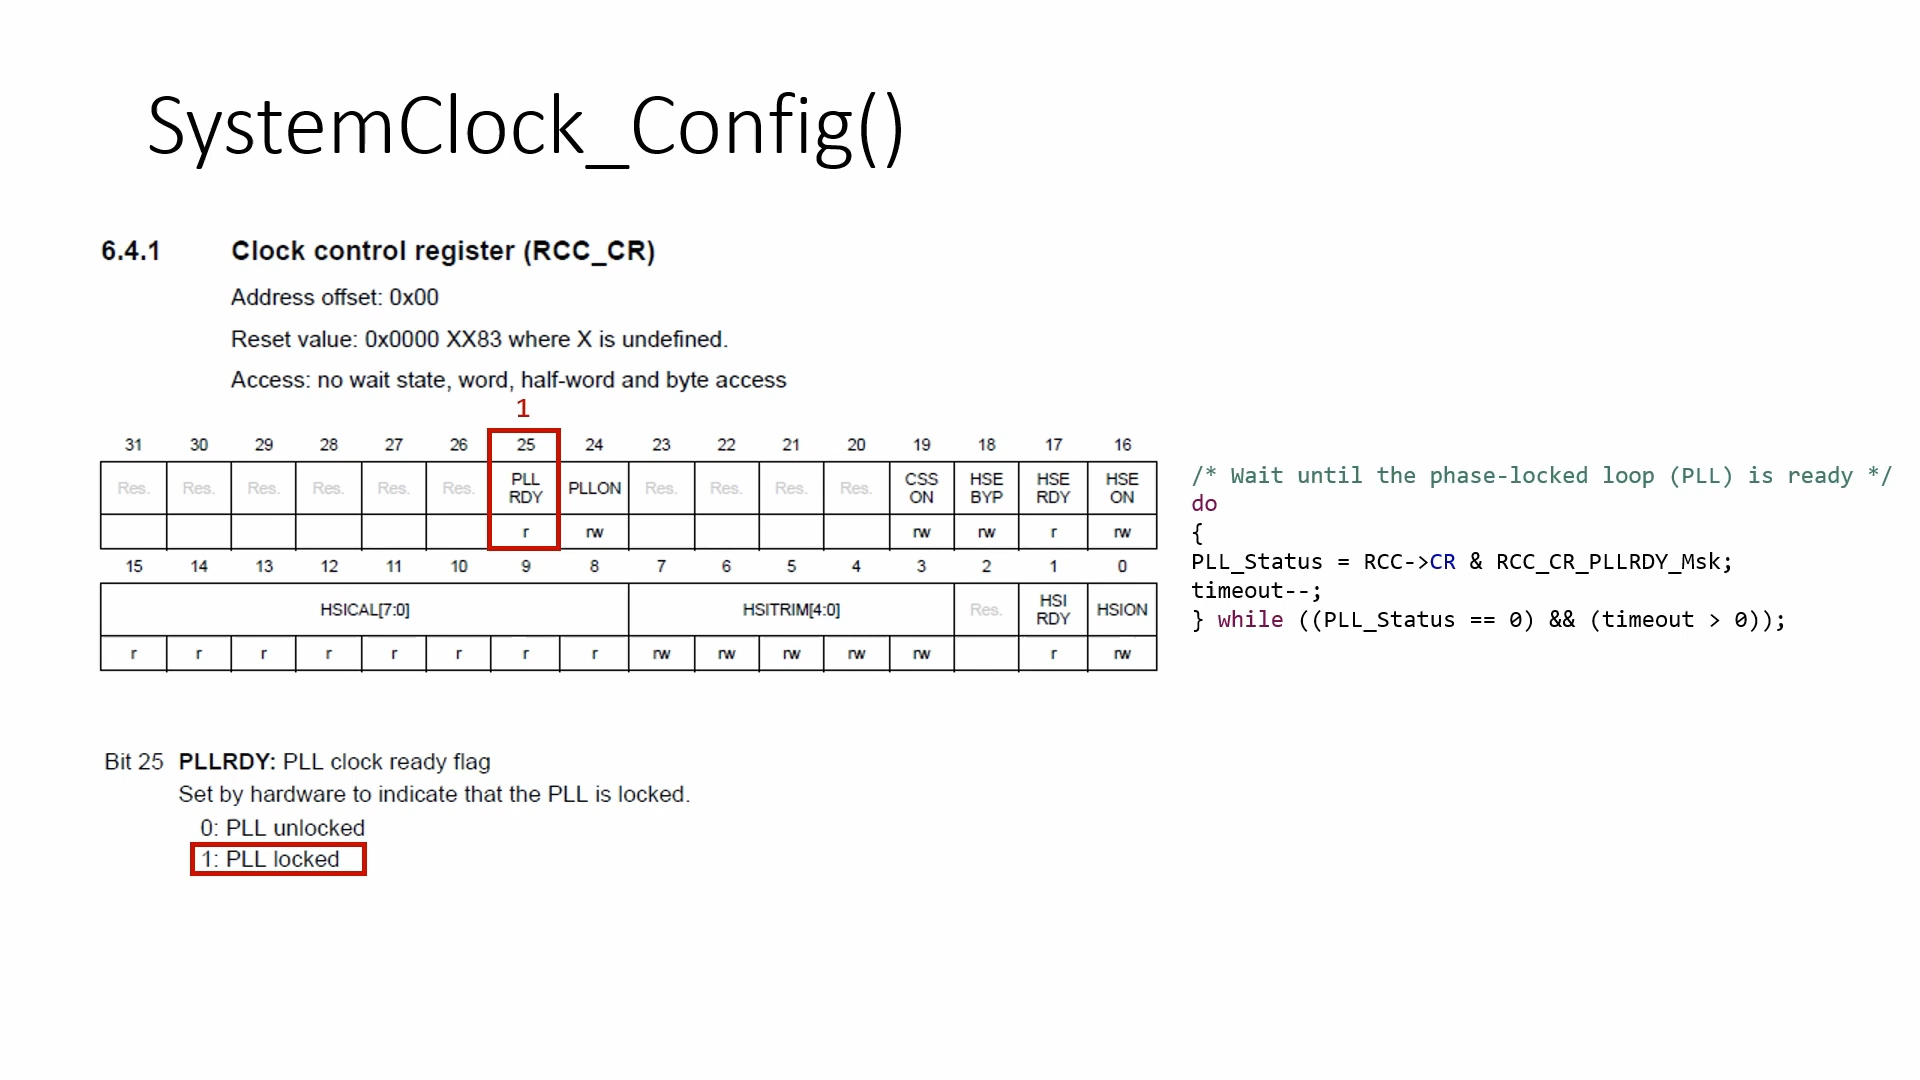 SystemClock_Config()
6.4.1 Clock control register (RCC_CR)
Address offset: 0x00
Reset value: 0x0000 XX83 where X is undefined.
Access: no wait state, word, half-word and byte access
1
31 30 29 28 27 26 25 24 23 22 21 20 19 18 17 16
Res. Res. Res. Res. Res. Res. PLL RDY PLLON Res. Res. Res. Res. CSS ON HSE BYP HSE RDY HSE ON
r rw rw rw r rw
15 14 13 12 11 10 9 8 7 6 5 4 3 2 1 0
HSICAL[7:0] HSITRIM[4:0] Res. HSI RDY HSION
r r r r r r r r rw rw rw rw rw r rw
/* Wait until the phase-locked loop (PLL) is ready */
do
{
PLL_Status = RCC->CR & RCC_CR_PLLRDY_Msk;
timeout--;
} while ((PLL_Status == 0) && (timeout > 0));
Bit 25 PLLRDY: PLL clock ready flag
Set by hardware to indicate that the PLL is locked.
0: PLL unlocked
1: PLL locked